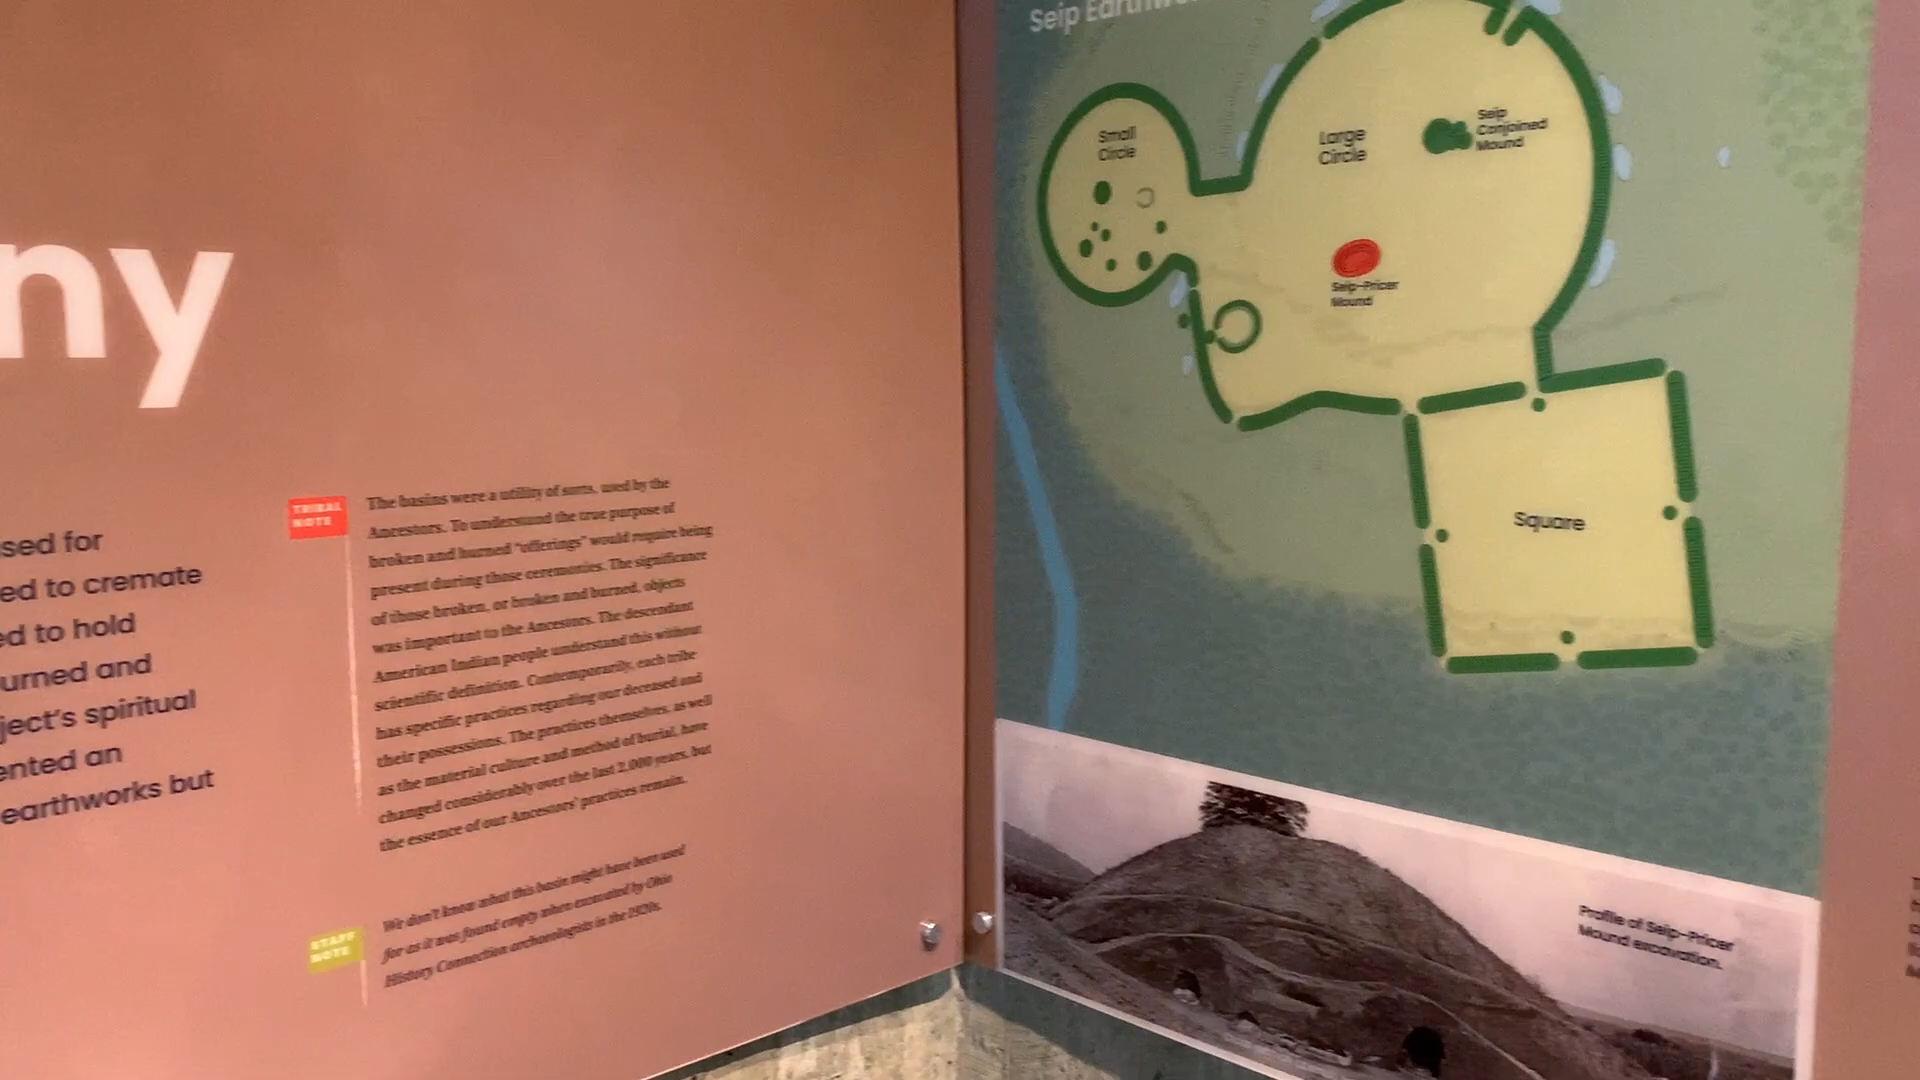 ny
sed for
ed to cremate
ed to hold
urned and
ject's spiritual
ented an
earthworks but
TRIBAL
NOTE
The basins were a utility of sorts, used by the
Ancestors. To understand the true purpose of
broken and burned "offerings" would require being
present during those ceremonies. The significance
of those broken, or broken and burned, objects
was important to the Ancestors. The descendant
American Indian people understand this without
scientific definition. Contemporarily, each tribe
has specific practices regarding our deceased and
their possessions. The practices themselves, as well
as the material culture and method of burial, have
changed considerably over the last 2,000 years, but
the essence of our Ancestors' practices remain.
STAFF
NOTE
We don't know what this basin might have been used
for as it was found empty when excavated by Ohio
History Connection archaeologists in the 1920s.
Seip Earthwo
Small
Circle
Large
Circle
Seip
Conjoined
Mound
Seip-Pricer
Mound
Square
Profile of Seip-Pricer
Mound excavation.